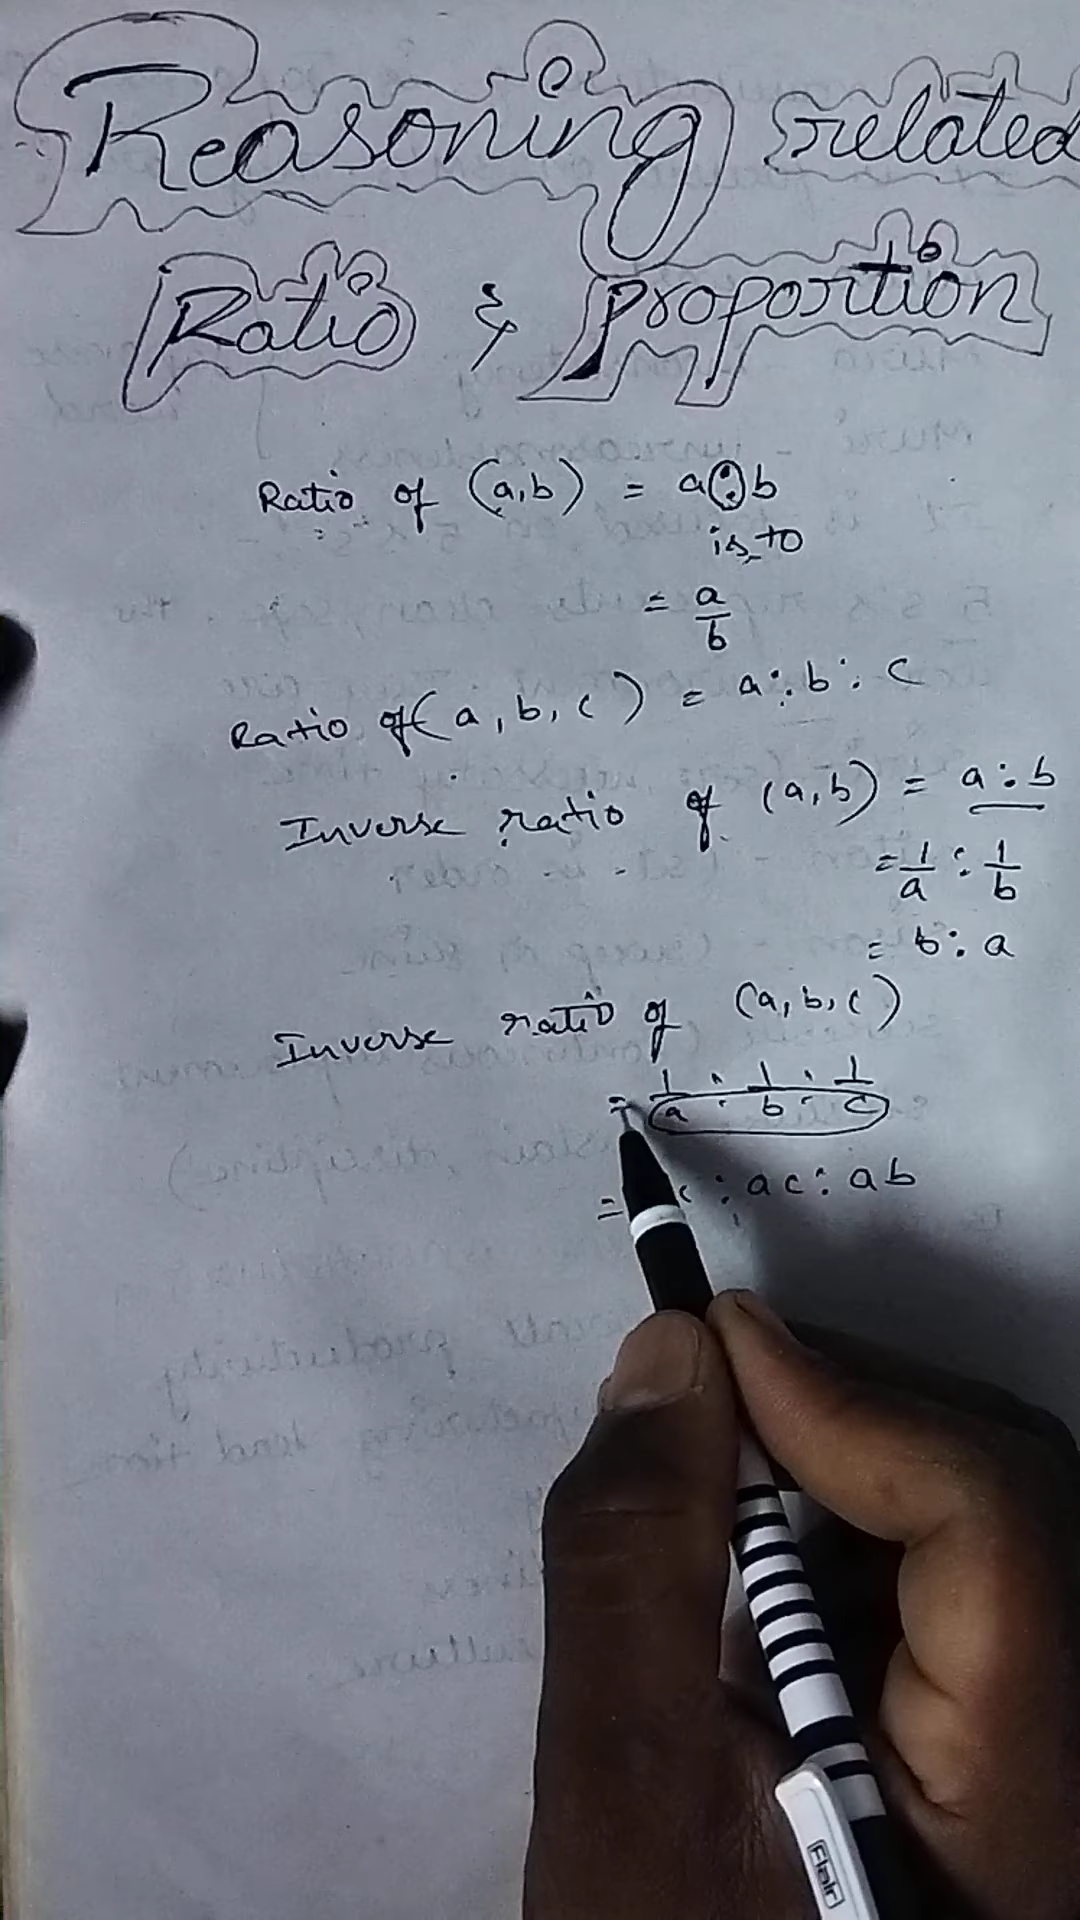 Reasoning related
Ratio & proportion
Ratio of (a,b) = a:b
is to
= a/b
Ratio of (a, b, c) = a:b:c
Inverse ratio of (a,b) = a:b
= 1/a : 1/b
= b:a
Inverse ratio of (a,b,c)
= 1/a : 1/b : 1/c
= c : ac : ab
Flair